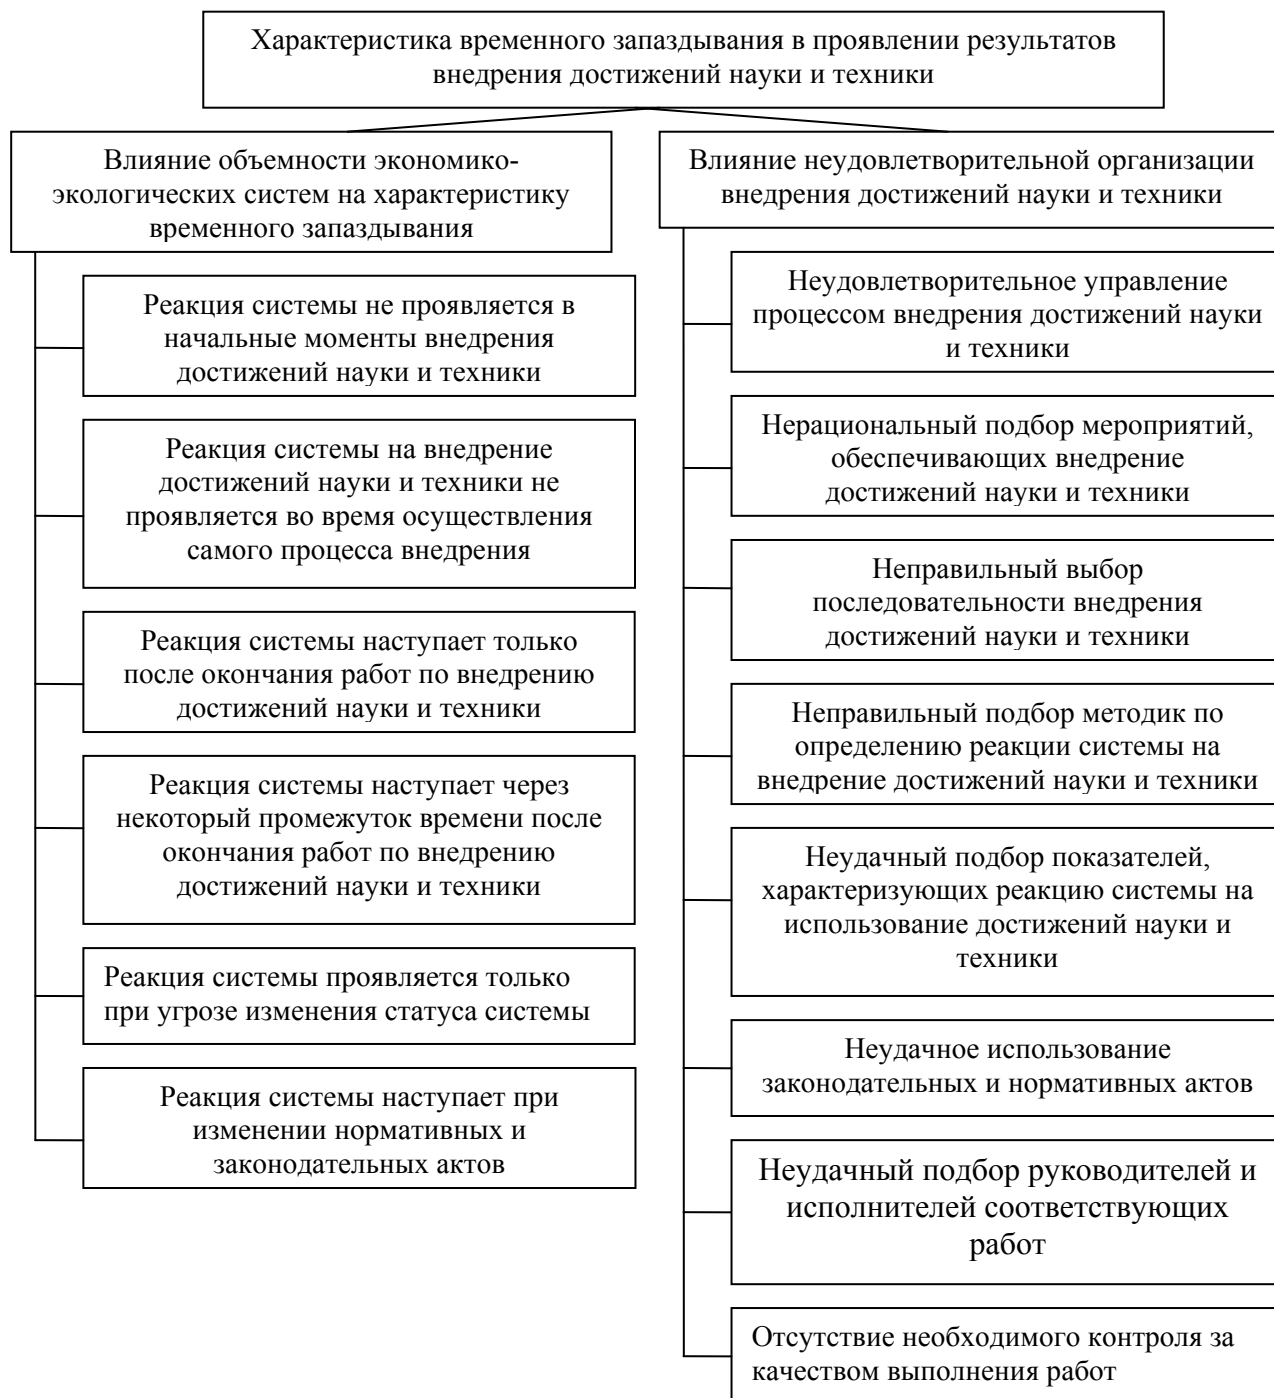 Характеристика временного запаздывания в проявлении результатов
внедрения достижений науки и техники
Влияние объемности экономико-
экологических систем на характеристику
временного запаздывания
Реакция системы не проявляется в
начальные моменты внедрения
достижений науки и техники
Реакция системы на внедрение
достижений науки и техники не
проявляется во время осуществления
самого процесса внедрения
Реакция системы наступает только
после окончания работ по внедрению
достижений науки и техники
Реакция системы наступает через
некоторый промежуток времени после
окончания работ по внедрению
достижений науки и техники
Реакция системы проявляется только
при угрозе изменения статуса системы
Реакция системы наступает при
изменении нормативных и
законодательных актов
Влияние неудовлетворительной организации
внедрения достижений науки и техники
Неудовлетворительное управление
процессом внедрения достижений науки
и техники
Нерациональный подбор мероприятий,
обеспечивающих внедрение
достижений науки и техники
Неправильный выбор
последовательности внедрения
достижений науки и техники
Неправильный подбор методик по
определению реакции системы на
внедрение достижений науки и техники
Неудачный подбор показателей,
характеризующих реакцию системы на
использование достижений науки и
техники
Неудачное использование
законодательных и нормативных актов
Неудачный подбор руководителей и
исполнителей соответствующих
работ
Отсутствие необходимого контроля за
качеством выполнения работ